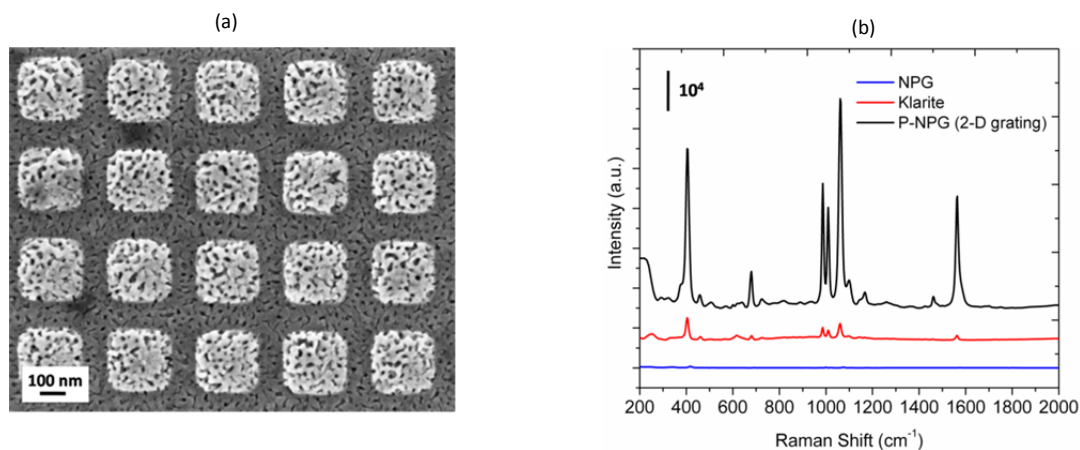 (a)
100 nm
(b)
10⁴
NPG
Klarite
P-NPG (2-D grating)
Intensity (a.u.)
200 400 600 800 1000 1200 1400 1600 1800 2000
Raman Shift (cm⁻¹)